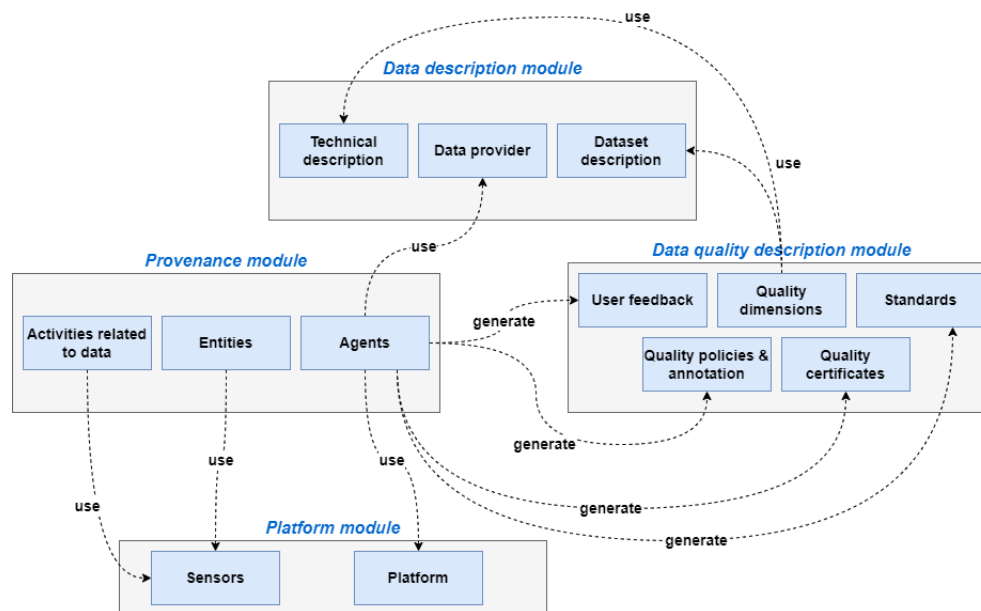 use
Data description module
Technical
description
Data provider
Dataset
description
use
use
Provenance module
Data quality description module
Activities related
to data
Entities
Agents
generate
User feedback
Quality
dimensions
Standards
Quality policies &
annotation
Quality
certificates
generate
use
use
use
generate
generate
Platform module
Sensors
Platform